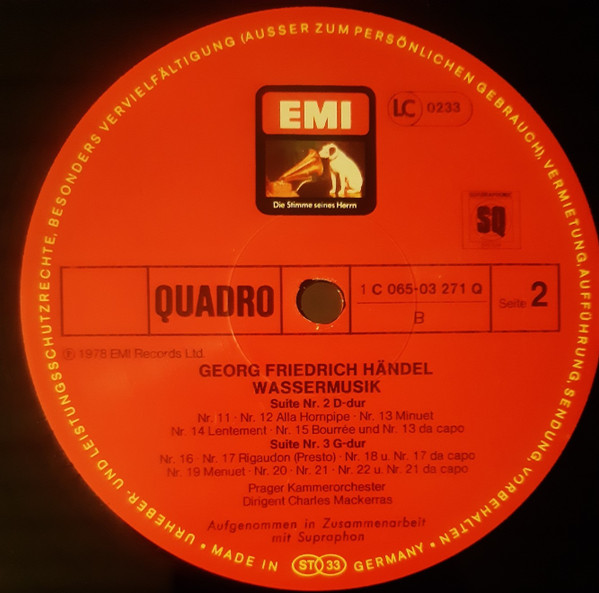 URHEBER- UND LEISTUNGSSCHUTZRECHTE, BESONDERS VERVIELFÄLTIGUNG (AUSSER ZUM PERSÖNLICHEN GEBRAUCH), VERMIETUNG, AUFFÜHRUNG, SENDUNG, VORBEHALTEN •
EMI
LC 0233
Die Stimme seines Herrn
SQ
QUADRO
1 C 065-03 271 Q
B
Seite 2
℗ 1978 EMI Records Ltd.
GEORG FRIEDRICH HÄNDEL
WASSERMUSIK
Suite Nr. 2 D-dur
Nr. 11 · Nr. 12 Alla Hornpipe · Nr. 13 Minuet
Nr. 14 Lentement · Nr. 15 Bourrée und Nr. 13 da capo
Suite Nr. 3 G-dur
Nr. 16 · Nr. 17 Rigaudon (Presto) · Nr. 18 u. Nr. 17 da capo
Nr. 19 Menuet · Nr. 20 · Nr. 21 · Nr. 22 u. Nr. 21 da capo
Prager Kammerorchester
Dirigent Charles Mackerras
Aufgenommen in Zusammenarbeit
mit Supraphon
• MADE IN ST 33 GERMANY •